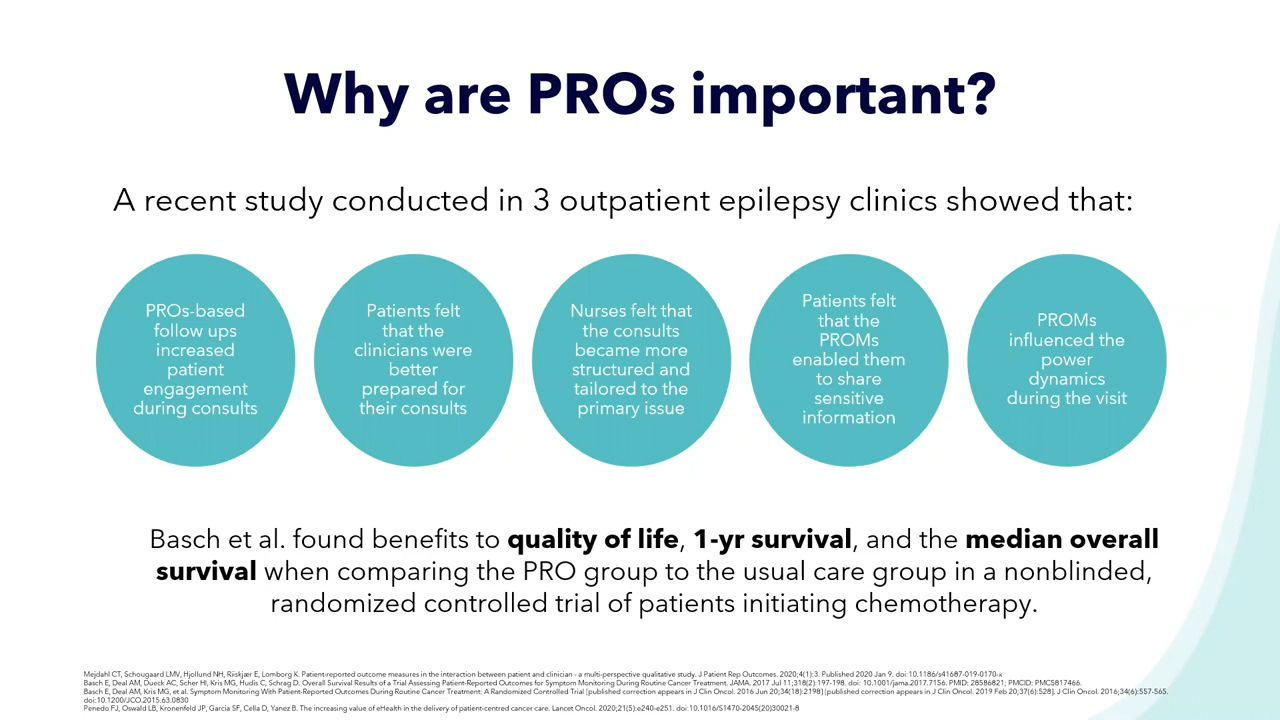 Why are PROs important?
A recent study conducted in 3 outpatient epilepsy clinics showed that:
PROs-based
follow ups
increased
patient
engagement
during consults
Patients felt
that the
clinicians were
better
prepared for
their consults
Nurses felt that
the consults
became more
structured and
tailored to the
primary issue
Patients felt
that the
PROMs
enabled them
to share
sensitive
information
PROMs
influenced the
power
dynamics
during the visit
Basch et al. found benefits to quality of life, 1-yr survival, and the median overall
survival when comparing the PRO group to the usual care group in a nonblinded,
randomized controlled trial of patients initiating chemotherapy.
Mejdahl CT, Schougaard LMV, Hjollund NH, Riiskjær E, Lomborg K. Patient-reported outcome measures in the interaction between patient and clinician - a multi-perspective qualitative study. J Patient Rep Outcomes. 2020;4(1):3. Published 2020 Jan 9. doi:10.1186/s41687-019-0170-x
Basch E, Deal AM, Dueck AC, Scher HI, Kris MG, Hudis C, Schrag D. Overall Survival Results of a Trial Assessing Patient-Reported Outcomes for Symptom Monitoring During Routine Cancer Treatment. JAMA. 2017 Jul 11;318(2):197-198. doi: 10.1001/jama.2017.7156. PMID: 28586821; PMCID: PMC5817466.
Basch E, Deal AM, Kris MG, et al. Symptom Monitoring With Patient-Reported Outcomes During Routine Cancer Treatment: A Randomized Controlled Trial [published correction appears in J Clin Oncol. 2016 Jun 20;34(18):2198] [published correction appears in J Clin Oncol. 2019 Feb 20;37(6):528]. J Clin Oncol. 2016;34(6):557-565.
doi:10.1200/JCO.2015.63.0830
Penedo FJ, Oswald LB, Kronenfeld JP, Garcia SF, Cella D, Yanez B. The increasing value of eHealth in the delivery of patient-centred cancer care. Lancet Oncol. 2020;21(5):e240-e251. doi:10.1016/S1470-2045(20)30021-8